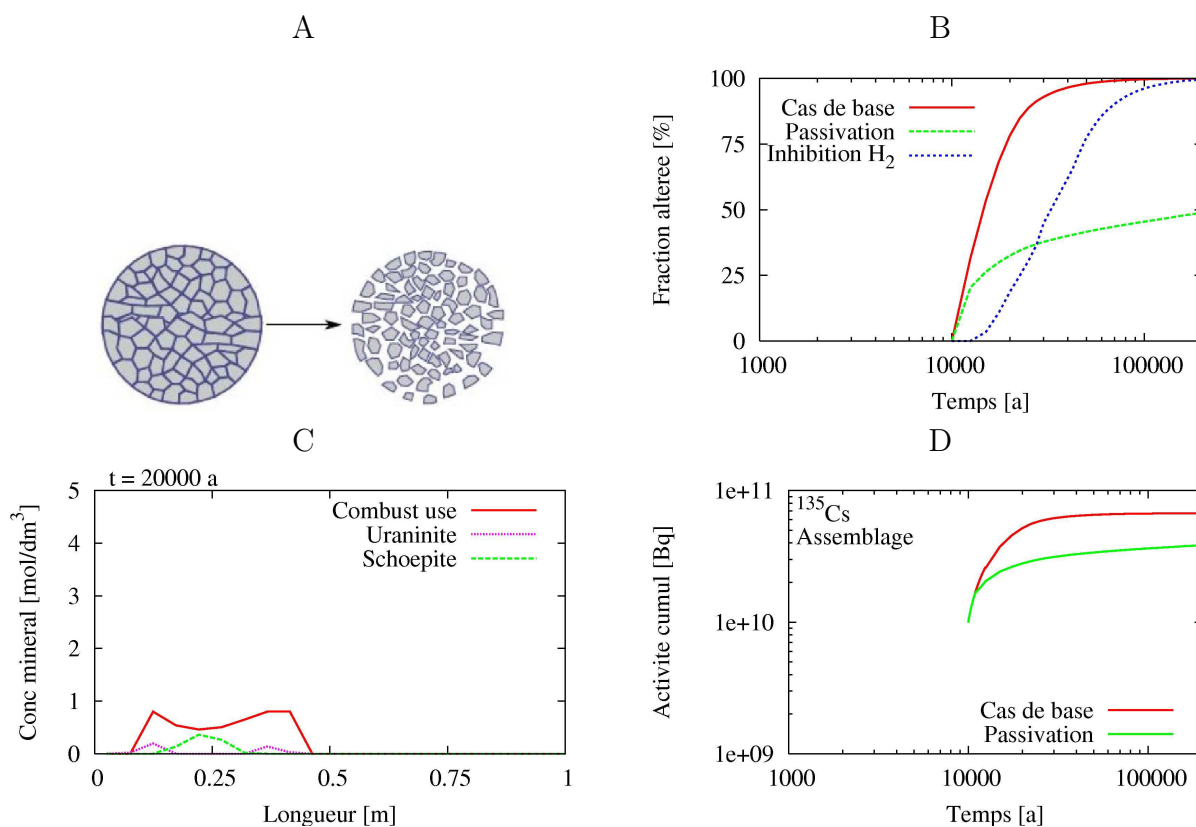 A
B
Fraction alteree [%]
100
75
50
25
0
Cas de base
Passivation
Inhibition H2
1000
10000
100000
Temps [a]
C
t = 20000 a
Conc mineral [mol/dm3]
5
4
3
2
1
0
Combust use
Uraninite
Schoepite
0
0.25
0.5
0.75
1
Longueur [m]
D
Activite cumul [Bq]
1e+11
1e+10
1e+09
135Cs
Assemblage
Cas de base
Passivation
1000
10000
100000
Temps [a]